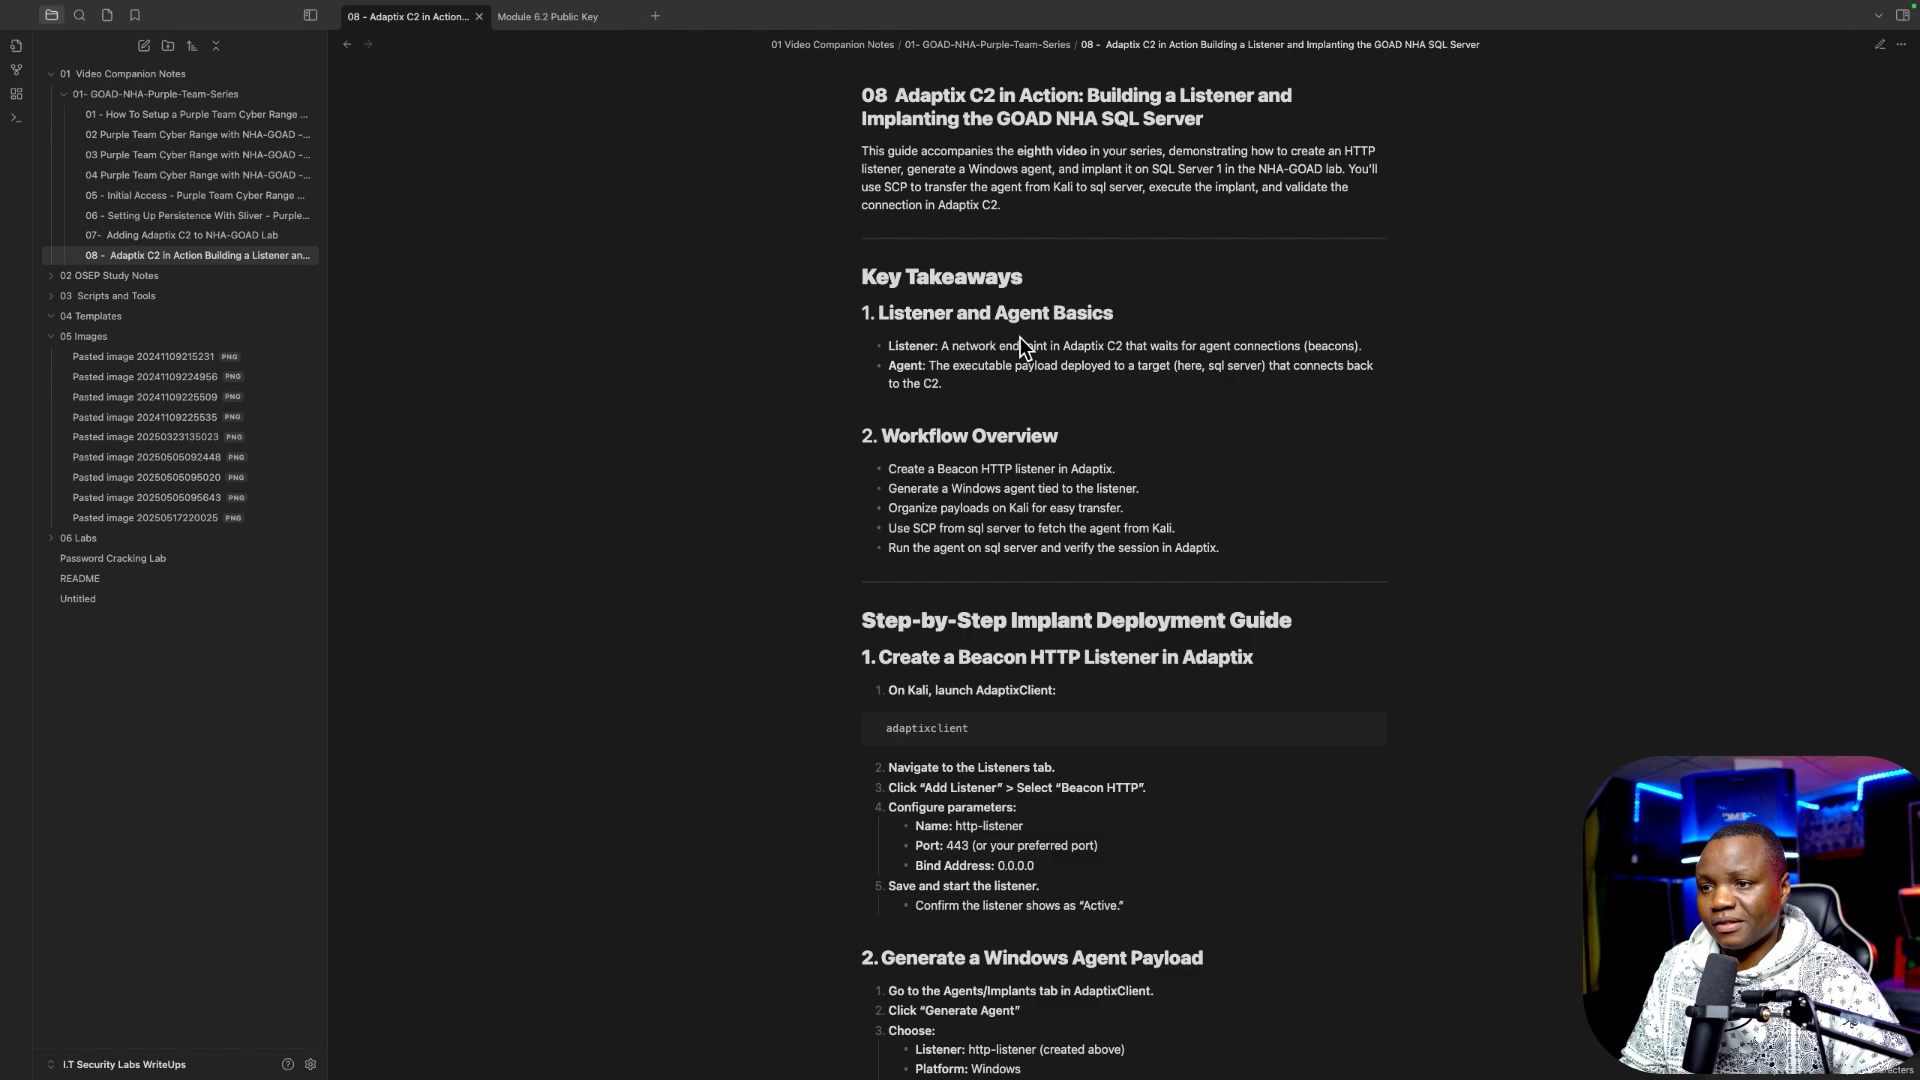 08 - Adaptix C2 in Action...
Module 6.2 Public Key
01 Video Companion Notes / 01- GOAD-NHA-Purple-Team-Series / 08 - Adaptix C2 in Action Building a Listener and Implanting the GOAD NHA SQL Server
01 Video Companion Notes
01- GOAD-NHA-Purple-Team-Series
01 - How To Setup a Purple Team Cyber Range ...
02 Purple Team Cyber Range with NHA-GOAD -...
03 Purple Team Cyber Range with NHA-GOAD -...
04 Purple Team Cyber Range with NHA-GOAD -...
05 - Initial Access - Purple Team Cyber Range ...
06 - Setting Up Persistence With Sliver - Purple...
07- Adding Adaptix C2 to NHA-GOAD Lab
08 - Adaptix C2 in Action Building a Listener an...
02 OSEP Study Notes
03 Scripts and Tools
04 Templates
05 Images
Pasted image 20241109215231 PNG
Pasted image 20241109224956 PNG
Pasted image 20241109225509 PNG
Pasted image 20241109225535 PNG
Pasted image 20250323135023 PNG
Pasted image 20250505092448 PNG
Pasted image 20250505095020 PNG
Pasted image 20250505095643 PNG
Pasted image 20250517220025 PNG
06 Labs
Password Cracking Lab
README
Untitled
I.T Security Labs WriteUps
08 Adaptix C2 in Action: Building a Listener and
Implanting the GOAD NHA SQL Server
This guide accompanies the eighth video in your series, demonstrating how to create an HTTP
listener, generate a Windows agent, and implant it on SQL Server 1 in the NHA-GOAD lab. You'll
use SCP to transfer the agent from Kali to sql server, execute the implant, and validate the
connection in Adaptix C2.
Key Takeaways
1. Listener and Agent Basics
Listener: A network endpoint in Adaptix C2 that waits for agent connections (beacons).
Agent: The executable payload deployed to a target (here, sql server) that connects back
to the C2.
2. Workflow Overview
Create a Beacon HTTP listener in Adaptix.
Generate a Windows agent tied to the listener.
Organize payloads on Kali for easy transfer.
Use SCP from sql server to fetch the agent from Kali.
Run the agent on sql server and verify the session in Adaptix.
Step-by-Step Implant Deployment Guide
1. Create a Beacon HTTP Listener in Adaptix
1. On Kali, launch AdaptixClient:
adaptixclient
2. Navigate to the Listeners tab.
3. Click “Add Listener” > Select “Beacon HTTP”.
4. Configure parameters:
Name: http-listener
Port: 443 (or your preferred port)
Bind Address: 0.0.0.0
5. Save and start the listener.
Confirm the listener shows as “Active.”
2. Generate a Windows Agent Payload
1. Go to the Agents/Implants tab in AdaptixClient.
2. Click “Generate Agent”
3. Choose:
Listener: http-listener (created above)
Platform: Windows